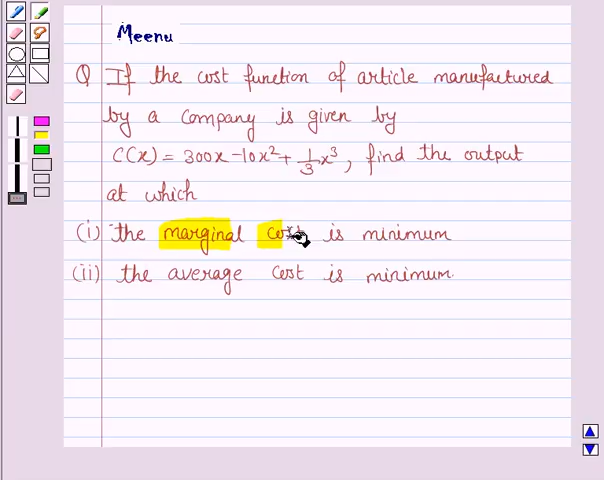 Meenu
Q If the cost function of article manufactured
by a company is given by
C(x) = 300x - 10x² + 1/3 x³, find the output
at which
(i) the marginal cost is minimum
(ii) the average cost is minimum.